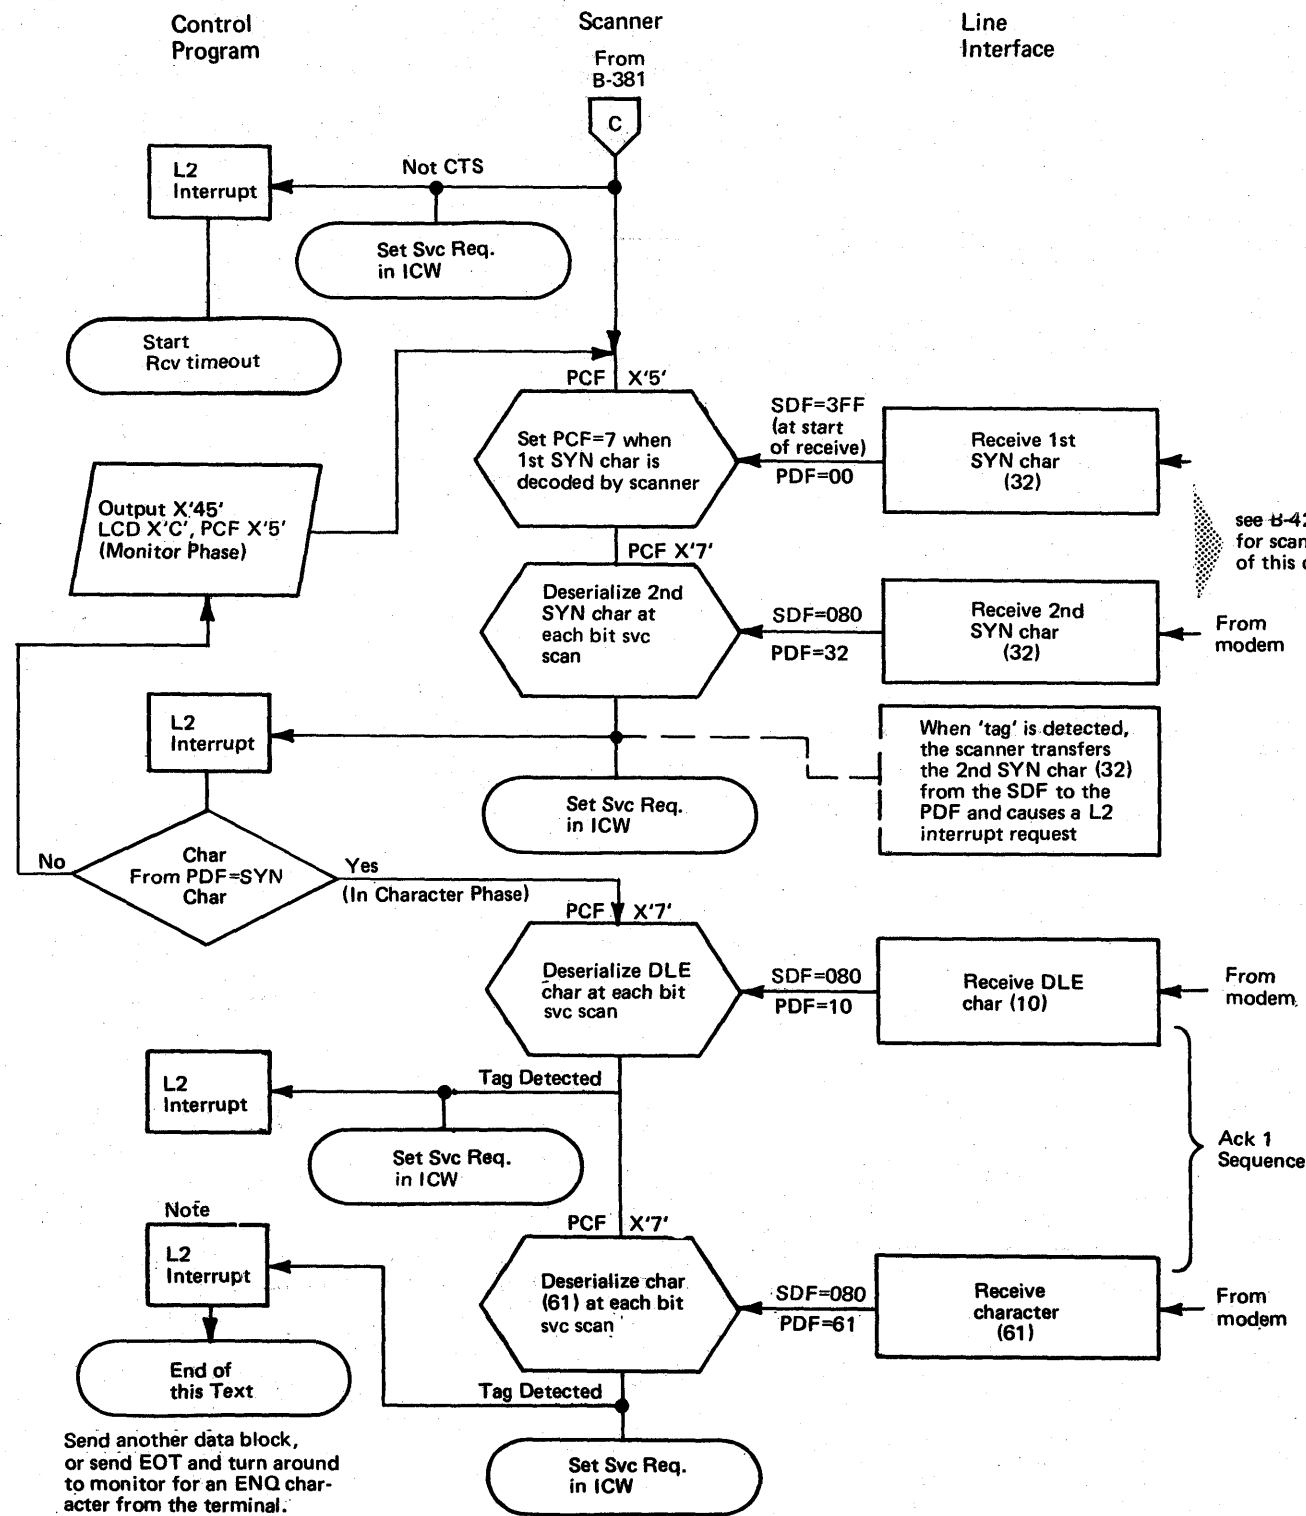 Control
Program
Scanner
Line
Interface
From
B-381
C
L2
Interrupt
Not CTS
Set Svc Req.
in ICW
Start
Rcv timeout
PCF X'5'
Set PCF=7 when
1st SYN char is
decoded by scanner
SDF=3FF
(at start
of receive)
PDF=00
Receive 1st
SYN char
(32)
see B-42
for scan
of this
Output X'45'
LCD X'C', PCF X'5'
(Monitor Phase)
PCF X'7'
Deserialize 2nd
SYN char at
each bit svc
scan
SDF=080
PDF=32
Receive 2nd
SYN char
(32)
From
modem
L2
Interrupt
Set Svc Req.
in ICW
When 'tag' is detected,
the scanner transfers
the 2nd SYN char (32)
from the SDF to the
PDF and causes a L2
interrupt request
No
Char
From PDF=SYN
Char
Yes
(In Character Phase)
PCF X'7'
Deserialize DLE
char at each bit
svc scan
SDF=080
PDF=10
Receive DLE
char (10)
From
modem
L2
Interrupt
Tag Detected
Set Svc Req.
in ICW
Ack 1
Sequence
Note
L2
Interrupt
PCF X'7'
Deserialize char
(61) at each bit
svc scan
SDF=080
PDF=61
Receive
character
(61)
From
modem
End of
this Text
Tag Detected
Set Svc Req.
in ICW
Send another data block,
or send EOT and turn around
to monitor for an ENQ char-
acter from the terminal.